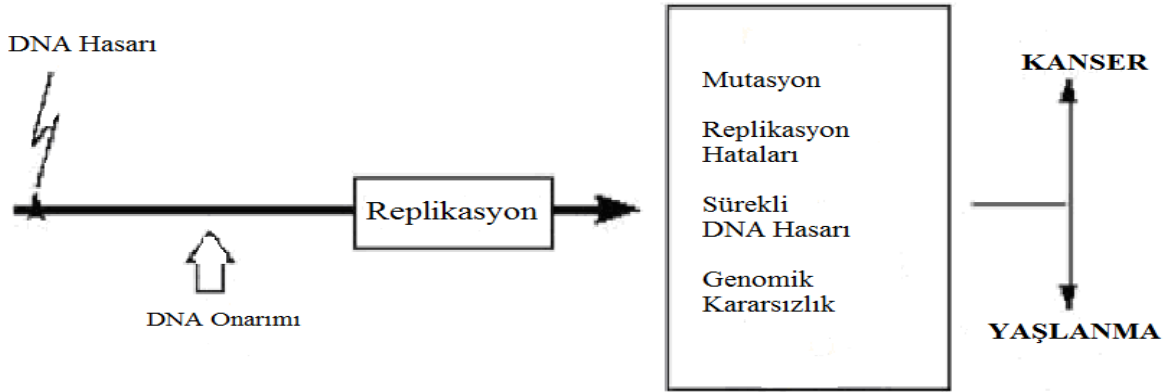 DNA Hasarı
DNA Onarımı
Replikasyon
Mutasyon
Replikasyon
Hataları
Sürekli
DNA Hasarı
Genomik
Kararsızlık
KANSER
YAŞLANMA